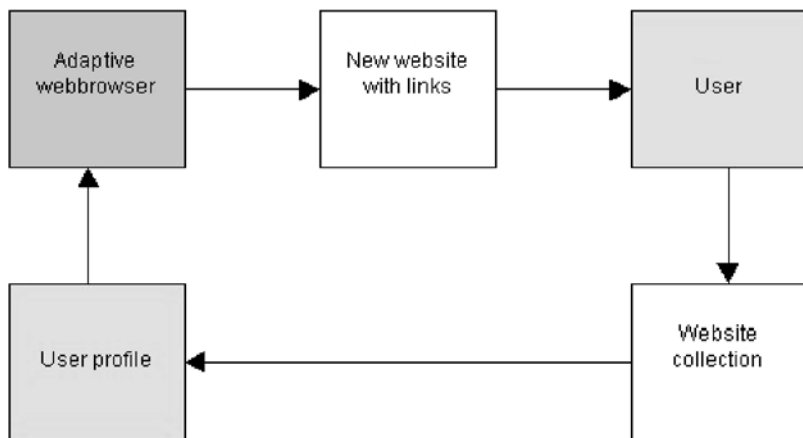 Adaptive
webbrowser
New website
with links
User
User profile
Website
collection